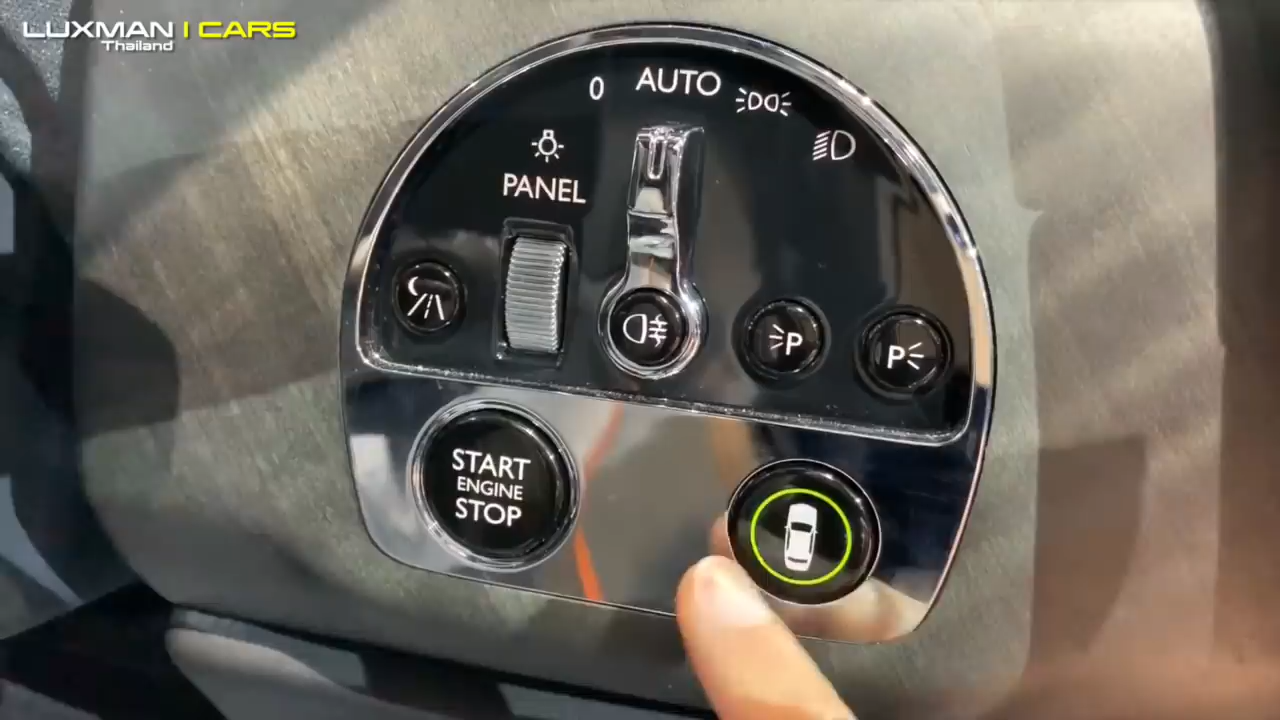 LUXMAN | CARS
Thailand
0 AUTO
PANEL
P P
START
ENGINE
STOP